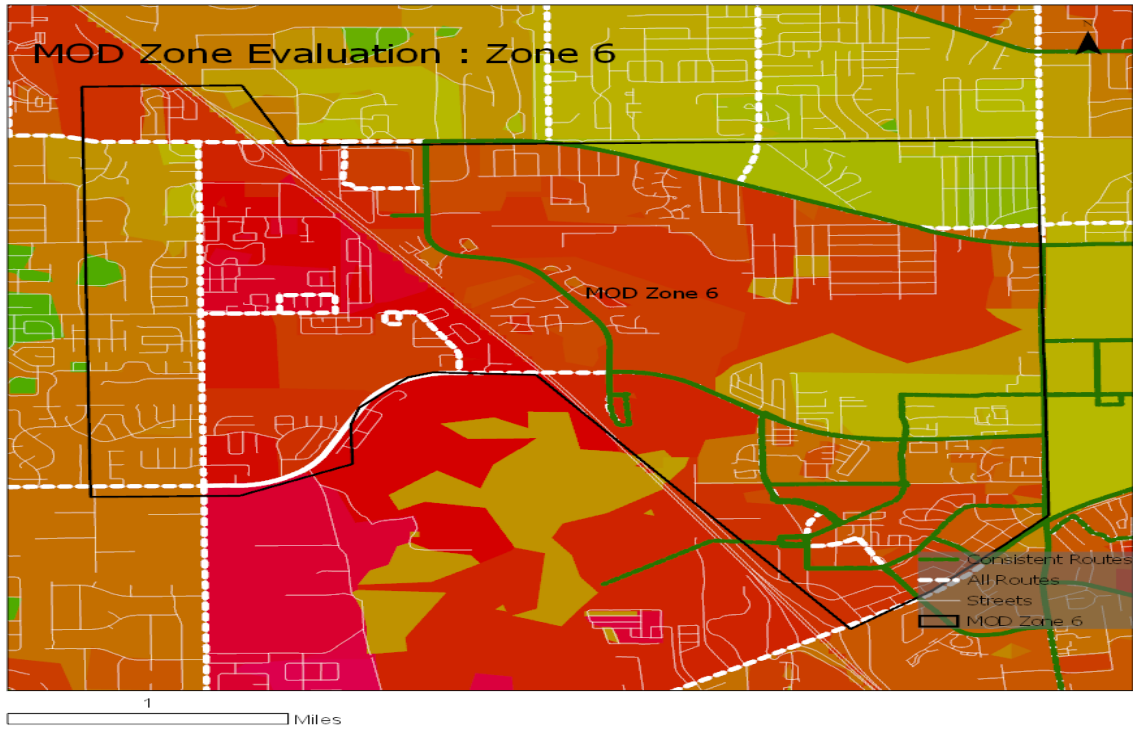 MOD Zone Evaluation : Zone 6
N
MOD Zone 6
Consistent Routes
All Routes
Streets
MOD Zone 6
1
Miles